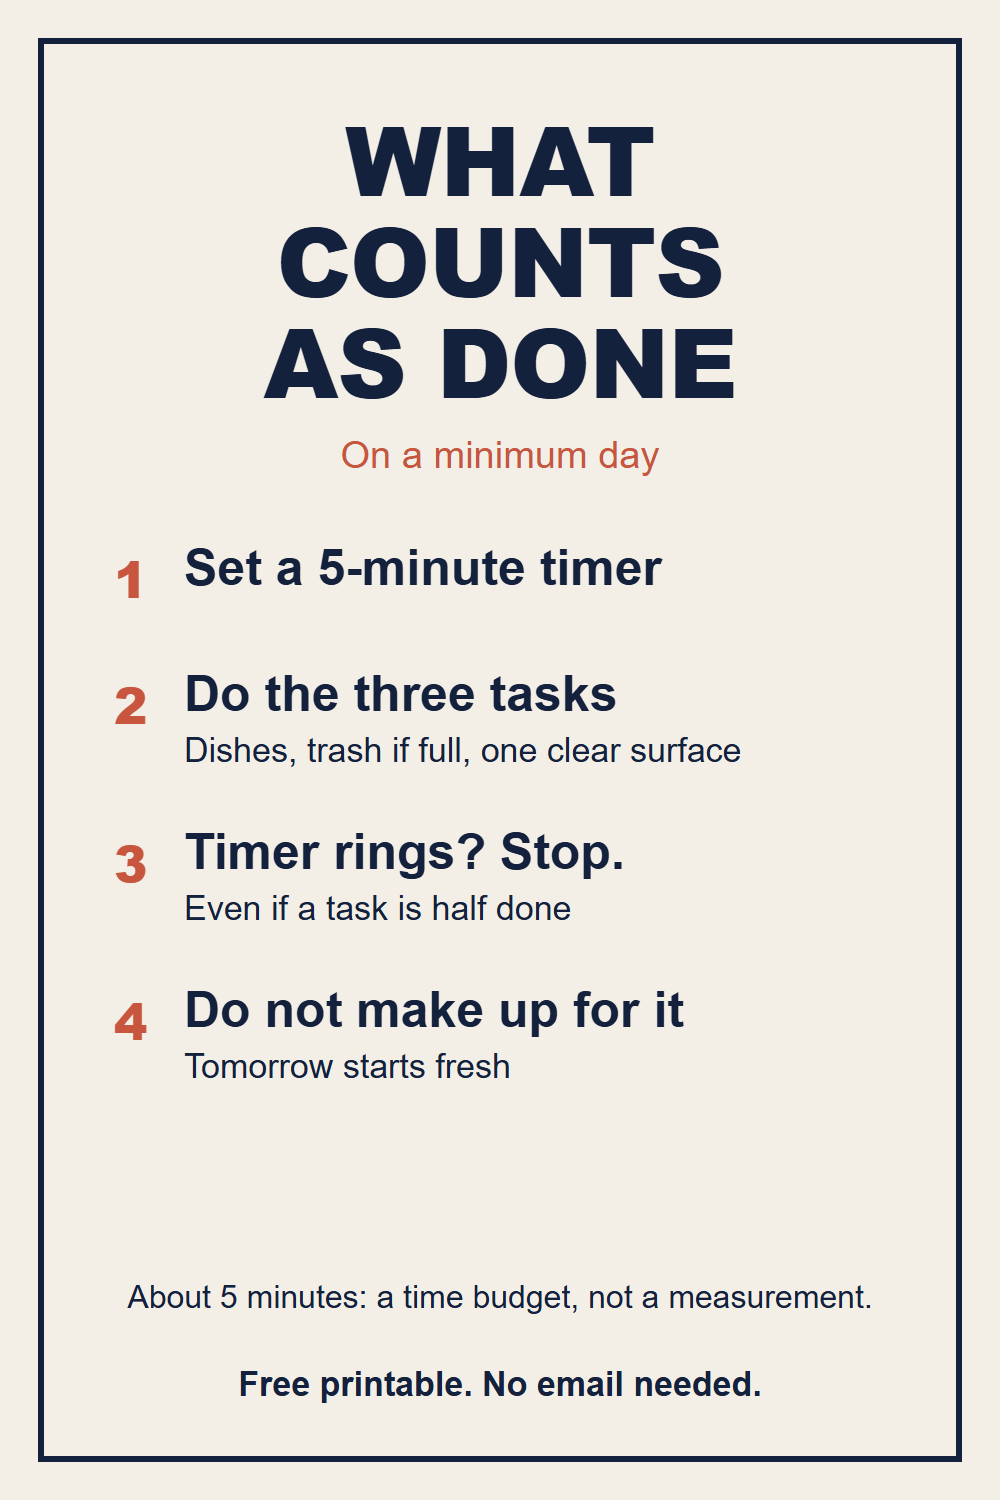 WHAT
COUNTS
AS DONE
On a minimum day
1 Set a 5-minute timer
2 Do the three tasks
Dishes, trash if full, one clear surface
3 Timer rings? Stop.
Even if a task is half done
4 Do not make up for it
Tomorrow starts fresh
About 5 minutes: a time budget, not a measurement.
Free printable. No email needed.